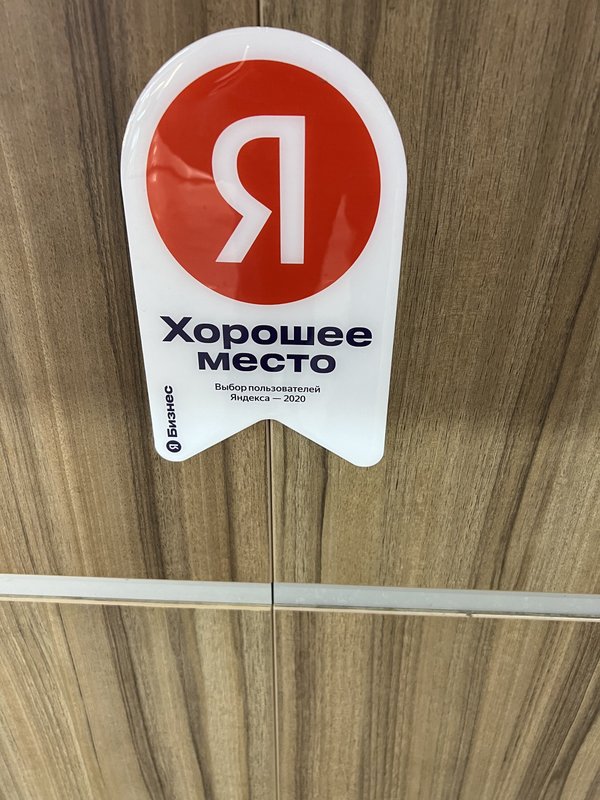 Я
Хорошее
место
Выбор пользователей
Яндекса — 2020
Я Бизнес